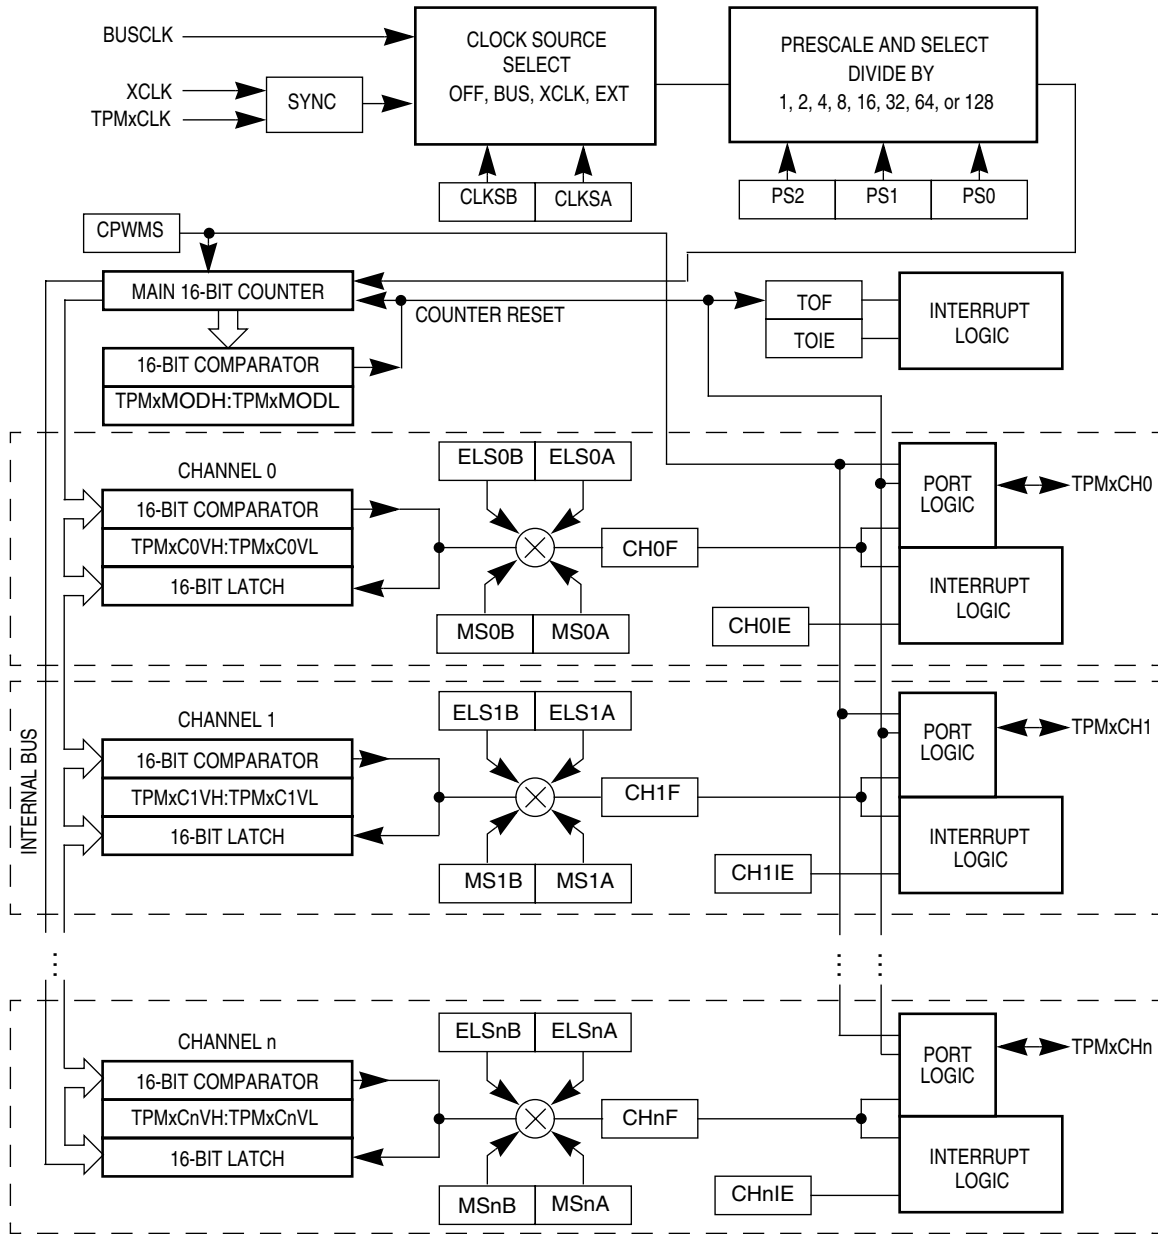 BUSCLK
XCLK
TPMxCLK
SYNC
CLOCK SOURCE
SELECT
OFF, BUS, XCLK, EXT
PRESCALE AND SELECT
DIVIDE BY
1, 2, 4, 8, 16, 32, 64, or 128
CLKSB
CLKSA
PS2
PS1
PS0
CPWMS
MAIN 16-BIT COUNTER
COUNTER RESET
TOF
TOIE
INTERRUPT
LOGIC
16-BIT COMPARATOR
TPMxMODH:TPMxMODL
INTERNAL BUS
CHANNEL 0
16-BIT COMPARATOR
TPMxC0VH:TPMxC0VL
16-BIT LATCH
ELS0B
ELS0A
MS0B
MS0A
CH0F
CH0IE
PORT
LOGIC
INTERRUPT
LOGIC
TPMxCH0
CHANNEL 1
16-BIT COMPARATOR
TPMxC1VH:TPMxC1VL
16-BIT LATCH
ELS1B
ELS1A
MS1B
MS1A
CH1F
CH1IE
PORT
LOGIC
INTERRUPT
LOGIC
TPMxCH1
...
...
...
CHANNEL n
16-BIT COMPARATOR
TPMxCnVH:TPMxCnVL
16-BIT LATCH
ELSnB
ELSnA
MSnB
MSnA
CHnF
CHnIE
PORT
LOGIC
INTERRUPT
LOGIC
TPMxCHn